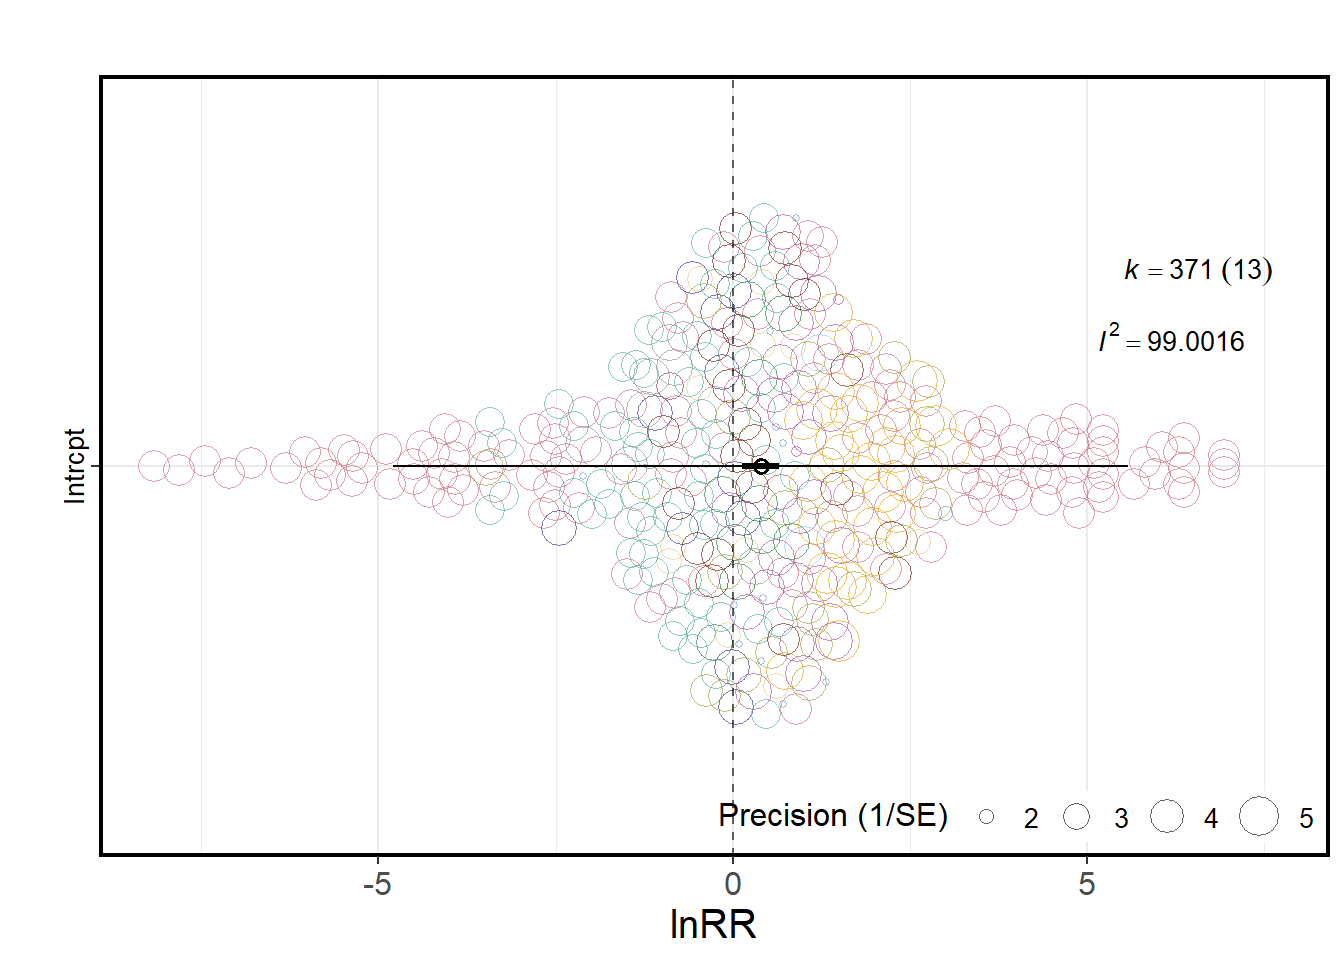 k = 371 (13)
I² = 99.0016
Intrcpt
Precision (1/SE) 2 3 4 5
-5 0 5
lnRR